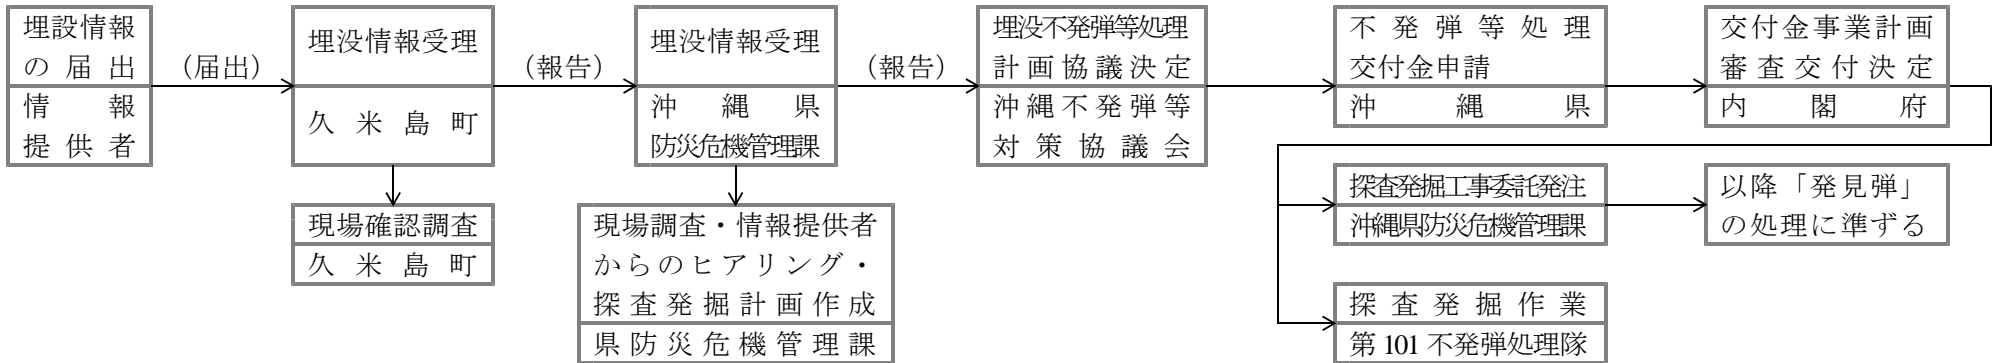 埋設情報
の届出
情報
提供者
（届出）
埋没情報受理
久米島町
（報告）
埋没情報受理
沖縄県
防災危機管理課
（報告）
埋没不発弾等処理
計画協議決定
沖縄不発弾等
対策協議会
不発弾等処理
交付金申請
沖縄県
交付金事業計画
審査交付決定
内閣府
現場確認調査
久米島町
現場調査・情報提供者
からのヒアリング・
探査発掘計画作成
県防災危機管理課
探査発掘工事委託発注
沖縄県防災危機管理課
以降「発見弾」
の処理に準ずる
探査発掘作業
第101不発弾処理隊